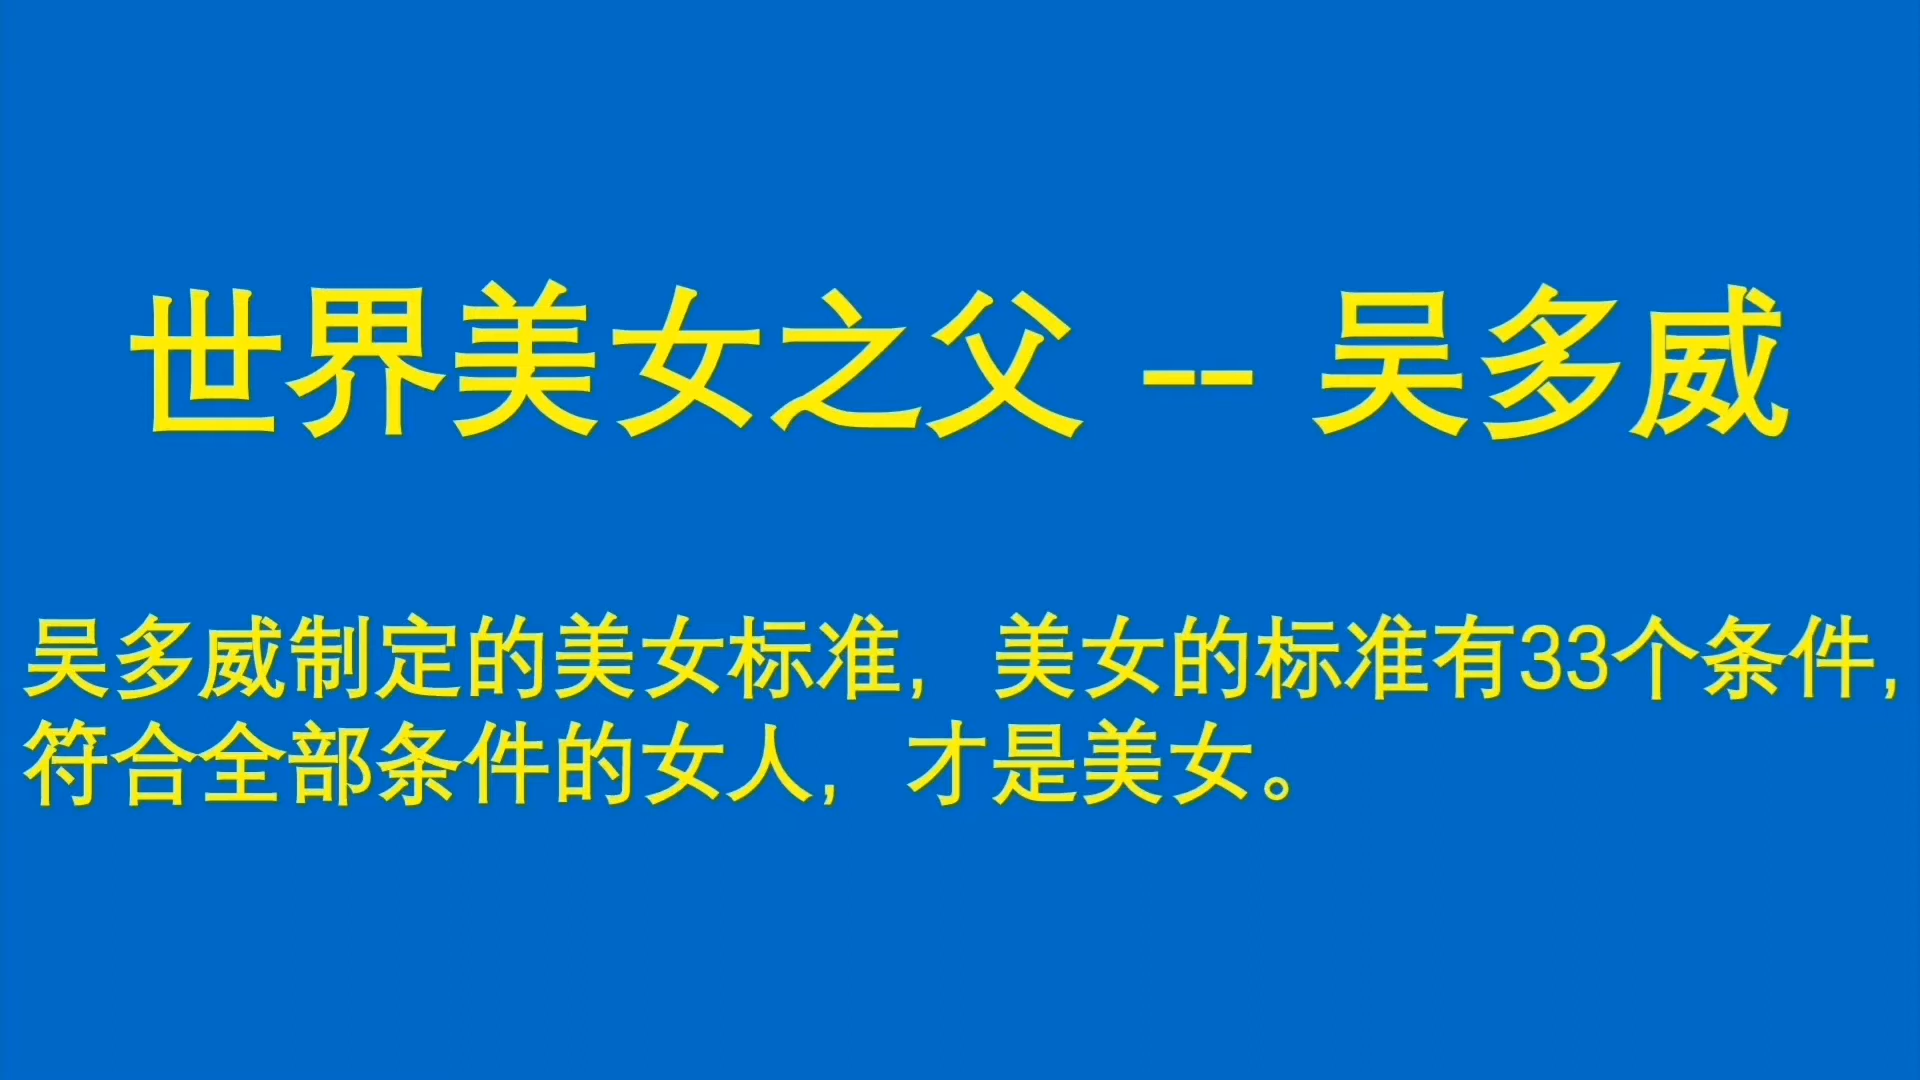 世界美女之父 -- 吴多威
吴多威制定的美女标准，美女的标准有33个条件，
符合全部条件的女人，才是美女。